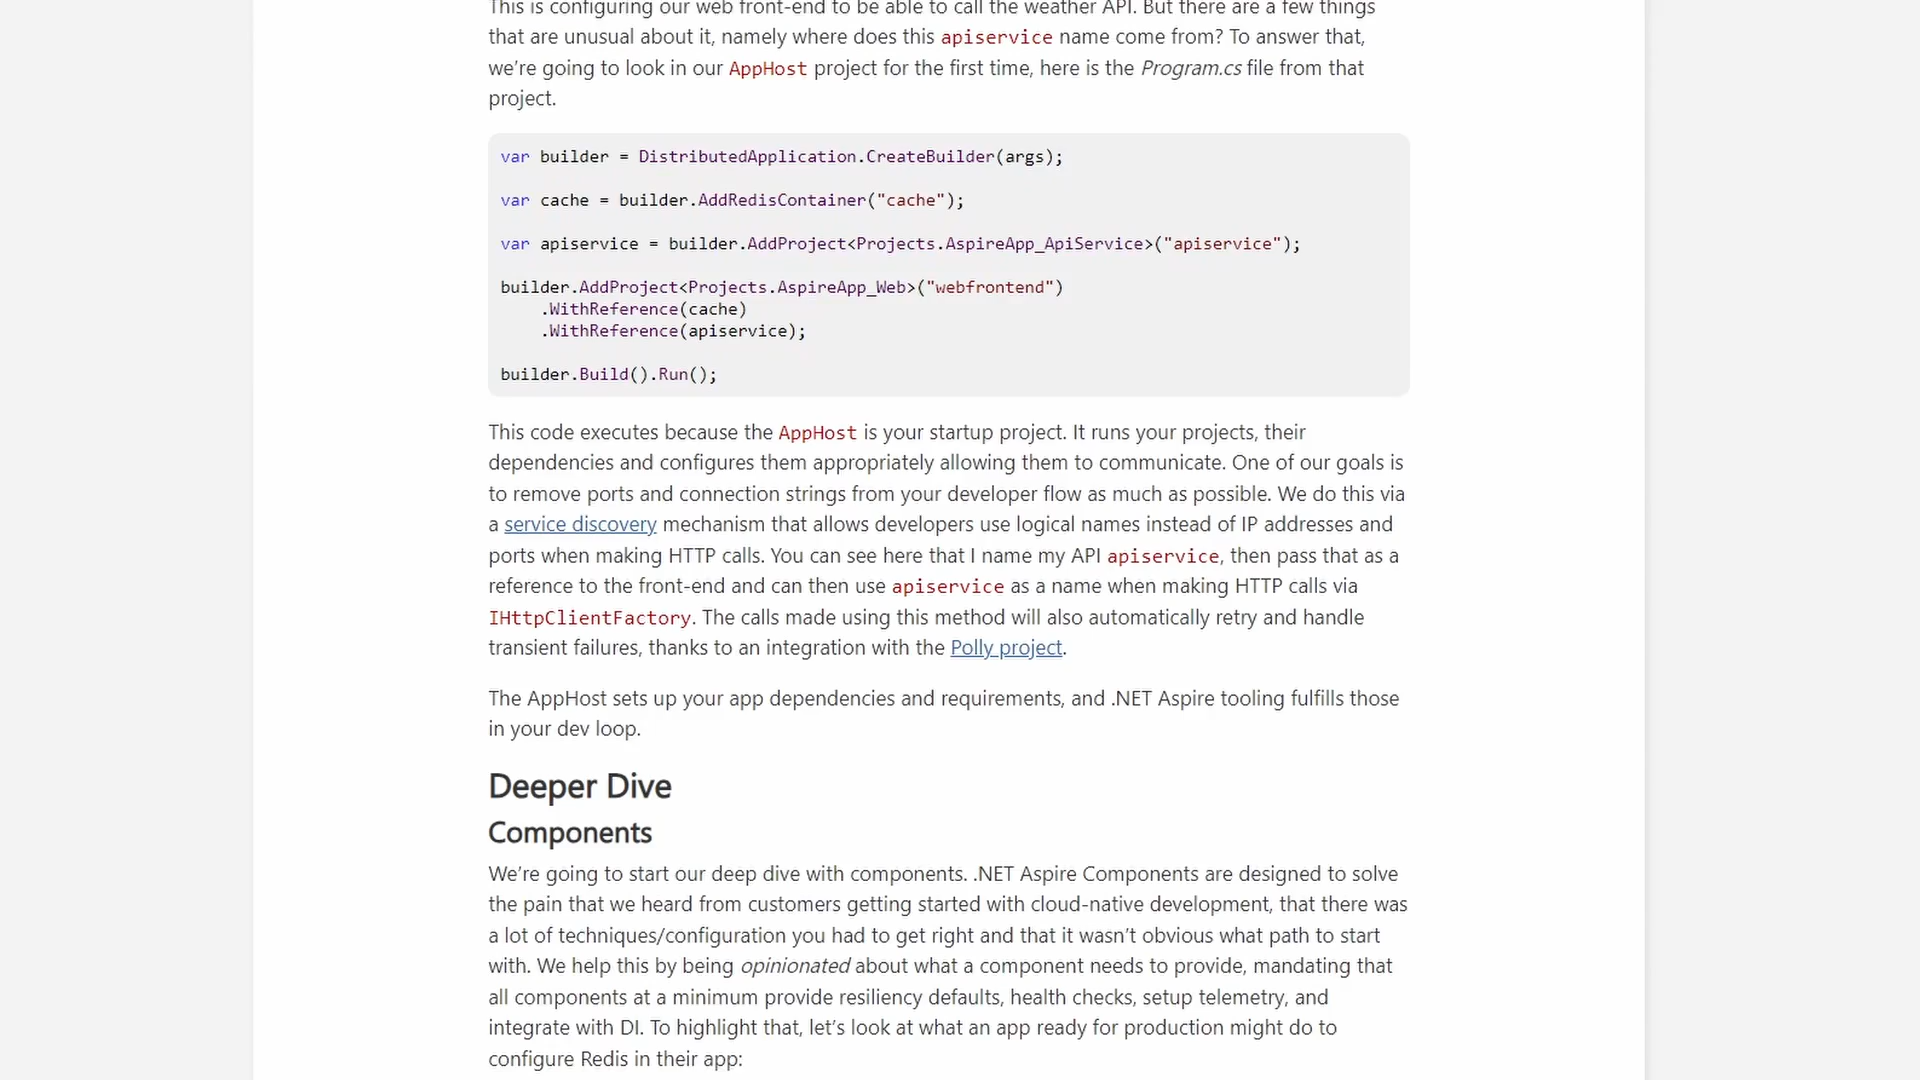 This is configuring our web front-end to be able to call the weather API. But there are a few things
that are unusual about it, namely where does this apiservice name come from? To answer that,
we’re going to look in our AppHost project for the first time, here is the Program.cs file from that
project.
var builder = DistributedApplication.CreateBuilder(args);
var cache = builder.AddRedisContainer("cache");
var apiservice = builder.AddProject<Projects.AspireApp_ApiService>("apiservice");
builder.AddProject<Projects.AspireApp_Web>("webfrontend")
    .WithReference(cache)
    .WithReference(apiservice);
builder.Build().Run();
This code executes because the AppHost is your startup project. It runs your projects, their
dependencies and configures them appropriately allowing them to communicate. One of our goals is
to remove ports and connection strings from your developer flow as much as possible. We do this via
a service discovery mechanism that allows developers use logical names instead of IP addresses and
ports when making HTTP calls. You can see here that I name my API apiservice, then pass that as a
reference to the front-end and can then use apiservice as a name when making HTTP calls via
IHttpClientFactory. The calls made using this method will also automatically retry and handle
transient failures, thanks to an integration with the Polly project.
The AppHost sets up your app dependencies and requirements, and .NET Aspire tooling fulfills those
in your dev loop.
Deeper Dive
Components
We’re going to start our deep dive with components. .NET Aspire Components are designed to solve
the pain that we heard from customers getting started with cloud-native development, that there was
a lot of techniques/configuration you had to get right and that it wasn’t obvious what path to start
with. We help this by being opinionated about what a component needs to provide, mandating that
all components at a minimum provide resiliency defaults, health checks, setup telemetry, and
integrate with DI. To highlight that, let’s look at what an app ready for production might do to
configure Redis in their app: